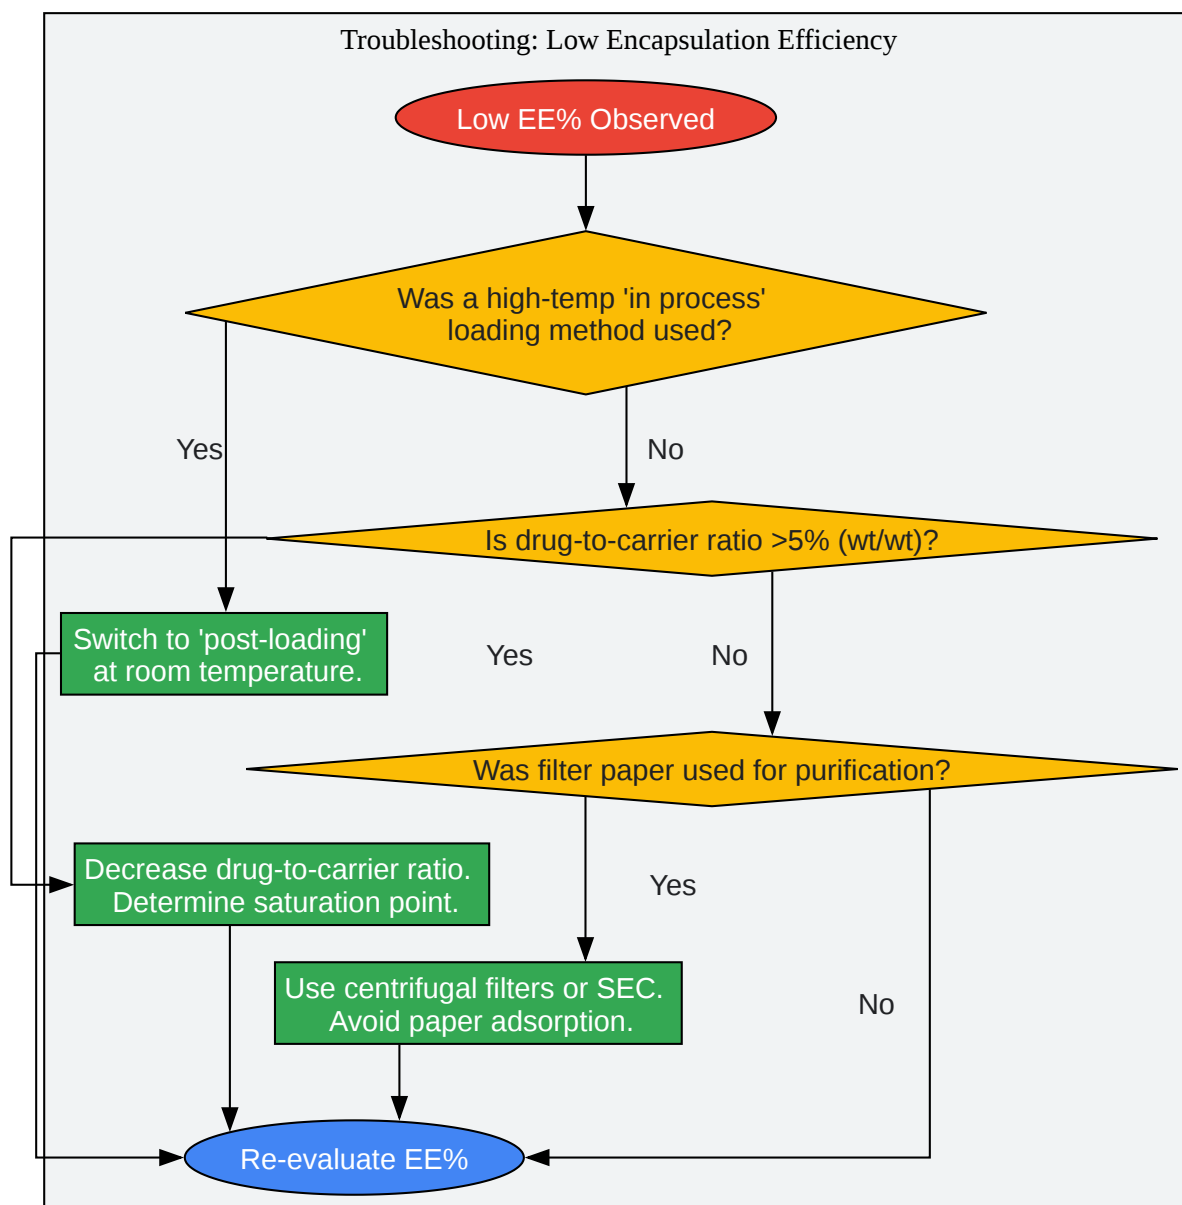 Troubleshooting: Low Encapsulation Efficiency
Low EE% Observed
Was a high-temp 'in process'
loading method used?
Yes
No
Is drug-to-carrier ratio >5% (wt/wt)?
Switch to 'post-loading'
at room temperature.
Yes
No
Was filter paper used for purification?
Decrease drug-to-carrier ratio.
Determine saturation point.
Yes
Use centrifugal filters or SEC.
Avoid paper adsorption.
No
Re-evaluate EE%